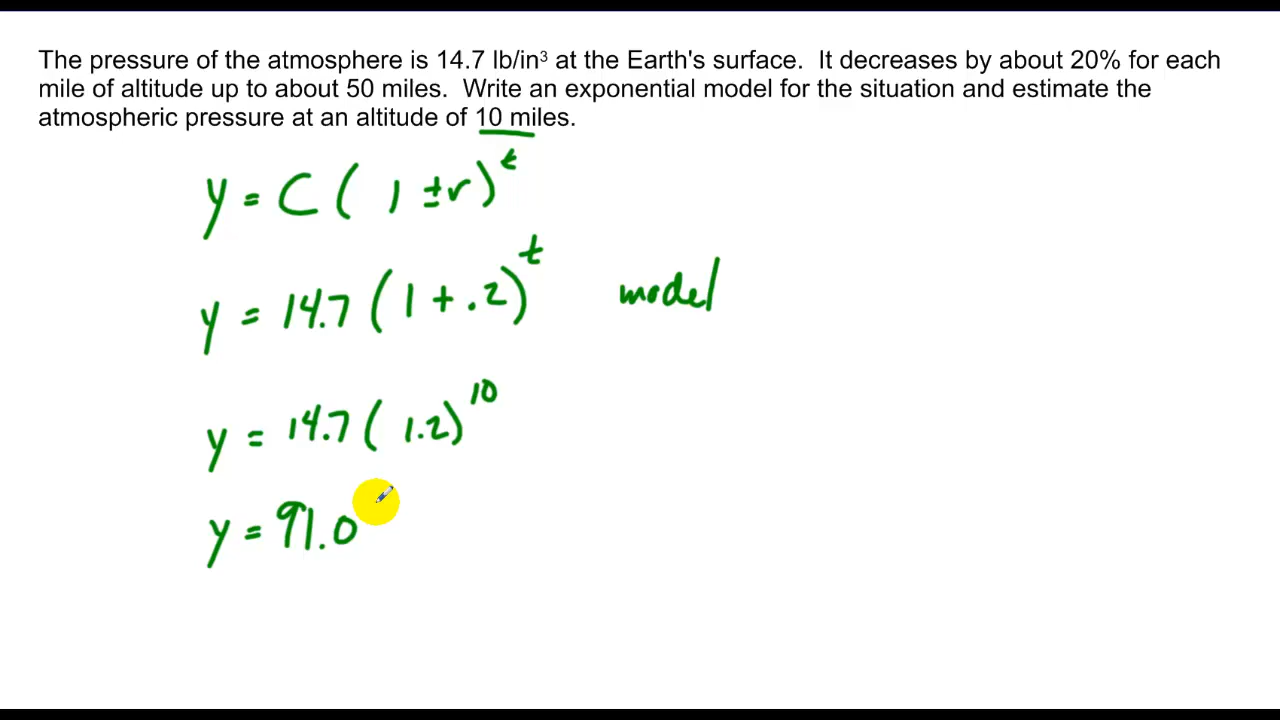 The pressure of the atmosphere is 14.7 lb/in³ at the Earth's surface.  It decreases by about 20% for each
mile of altitude up to about 50 miles.  Write an exponential model for the situation and estimate the
atmospheric pressure at an altitude of 10 miles.
y = C ( 1 ± r )^t
y = 14.7 ( 1 + .2 )^t model
y = 14.7 ( 1.2 )^10
y = 91.0